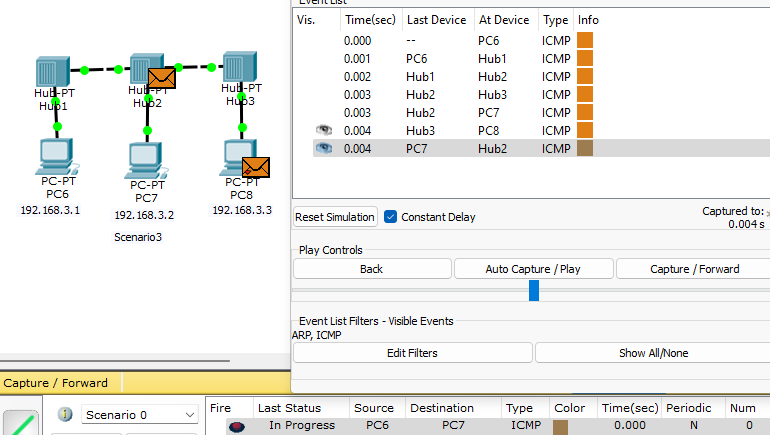 Event List
Vis. Time(sec) Last Device At Device Type Info
0.000 -- PC6 ICMP
0.001 PC6 Hub1 ICMP
0.002 Hub1 Hub2 ICMP
0.003 Hub2 Hub3 ICMP
0.003 Hub2 PC7 ICMP
0.004 Hub3 PC8 ICMP
0.004 PC7 Hub2 ICMP
Hub-PT Hub-PT Hub-PT
Hub1 Hub2 Hub3
PC-PT PC-PT PC-PT
PC6 PC7 PC8
192.168.3.1 192.168.3.2 192.168.3.3
Scenario3
Reset Simulation Constant Delay Captured to:
0.004 s
Play Controls
Back Auto Capture / Play Capture / Forward
Event List Filters - Visible Events
ARP, ICMP
Edit Filters Show All/None
Capture / Forward
Scenario 0
Fire Last Status Source Destination Type Color Time(sec) Periodic Num
In Progress PC6 PC7 ICMP 0.000 N 0